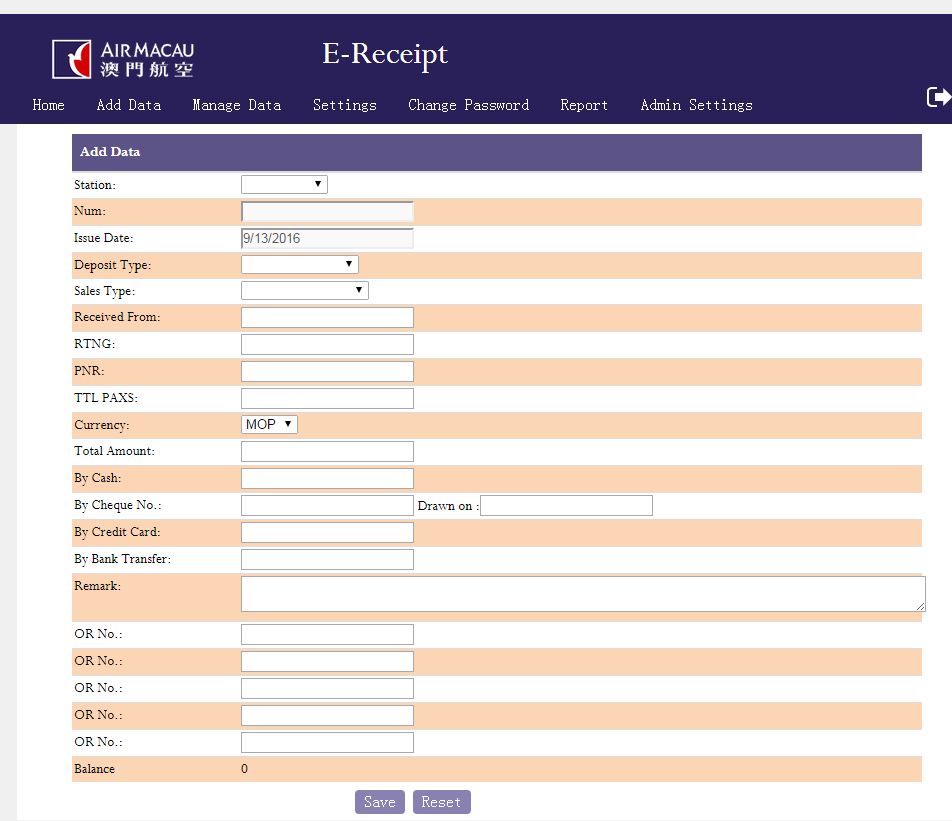 AIR MACAU
澳門航空
E-Receipt
Home Add Data Manage Data Settings Change Password Report Admin Settings
Add Data
Station:
Num:
Issue Date: 9/13/2016
Deposit Type:
Sales Type:
Received From:
RTNG:
PNR:
TTL PAXS:
Currency: MOP
Total Amount:
By Cash:
By Cheque No.: Drawn on :
By Credit Card:
By Bank Transfer:
Remark:
OR No.:
OR No.:
OR No.:
OR No.:
OR No.:
Balance 0
Save Reset